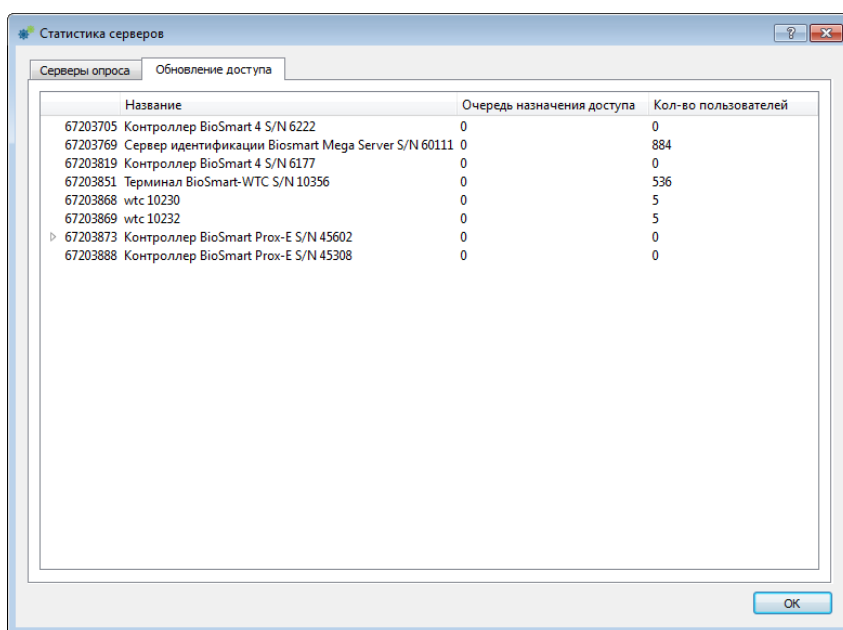 Статистика серверов
Серверы опроса Обновление доступа
Название Очередь назначения доступа Кол-во пользователей
67203705 Контроллер BioSmart 4 S/N 6222 0 0
67203769 Сервер идентификации Biosmart Mega Server S/N 60111 0 884
67203819 Контроллер BioSmart 4 S/N 6177 0 0
67203851 Терминал BioSmart-WTC S/N 10356 0 536
67203868 wtc 10230 0 5
67203869 wtc 10232 0 5
67203873 Контроллер BioSmart Prox-E S/N 45602 0 0
67203888 Контроллер BioSmart Prox-E S/N 45308 0 0
OK